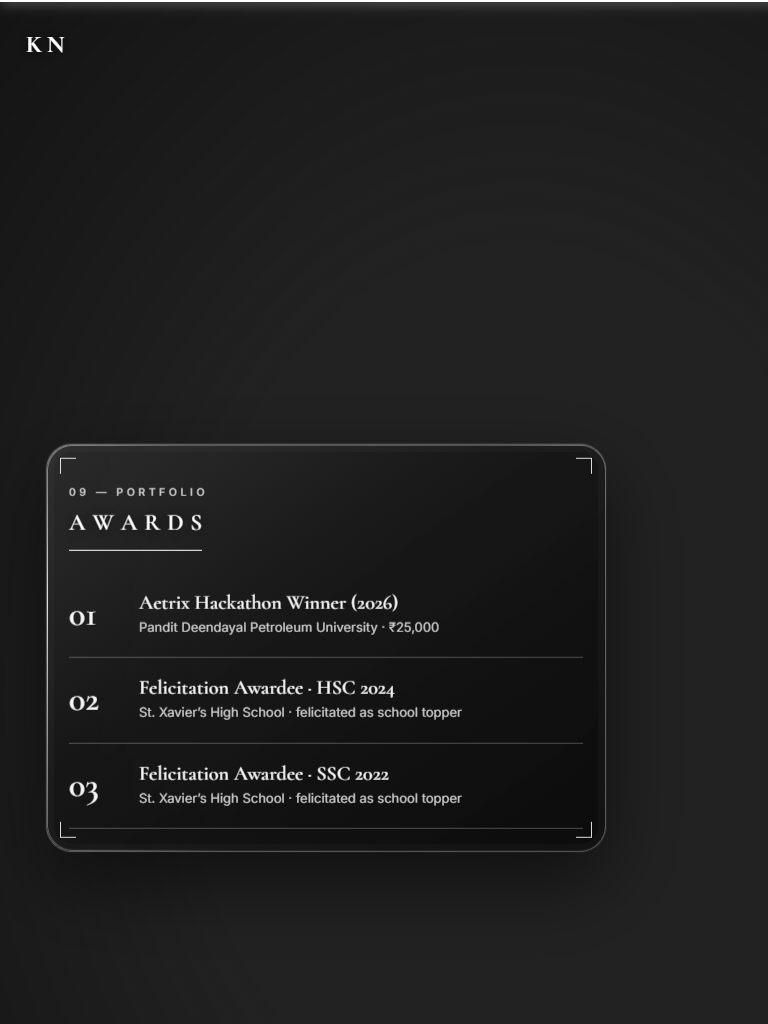 KN
09 — PORTFOLIO
AWARDS
01
Aetrix Hackathon Winner (2026)
Pandit Deendayal Petroleum University · ₹25,000
02
Felicitation Awardee · HSC 2024
St. Xavier’s High School · felicitated as school topper
03
Felicitation Awardee · SSC 2022
St. Xavier’s High School · felicitated as school topper